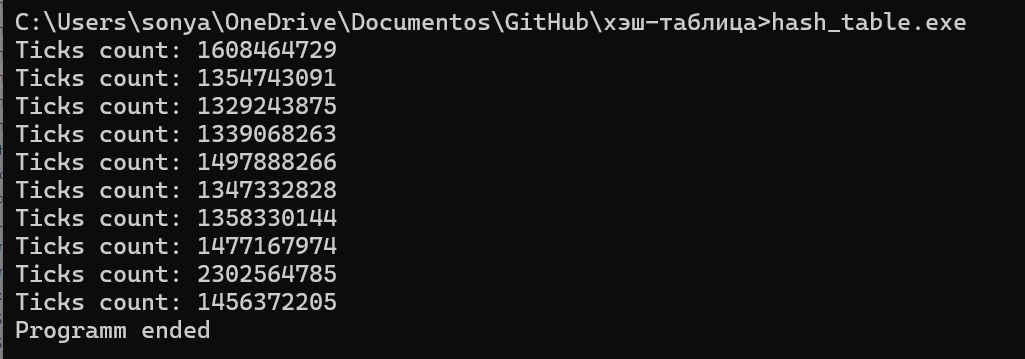 C:\Users\sonya\OneDrive\Documentos\GitHub\хэш-таблица>hash_table.exe
Ticks count: 1608464729
Ticks count: 1354743091
Ticks count: 1329243875
Ticks count: 1339068263
Ticks count: 1497888266
Ticks count: 1347332828
Ticks count: 1358330144
Ticks count: 1477167974
Ticks count: 2302564785
Ticks count: 1456372205
Programm ended